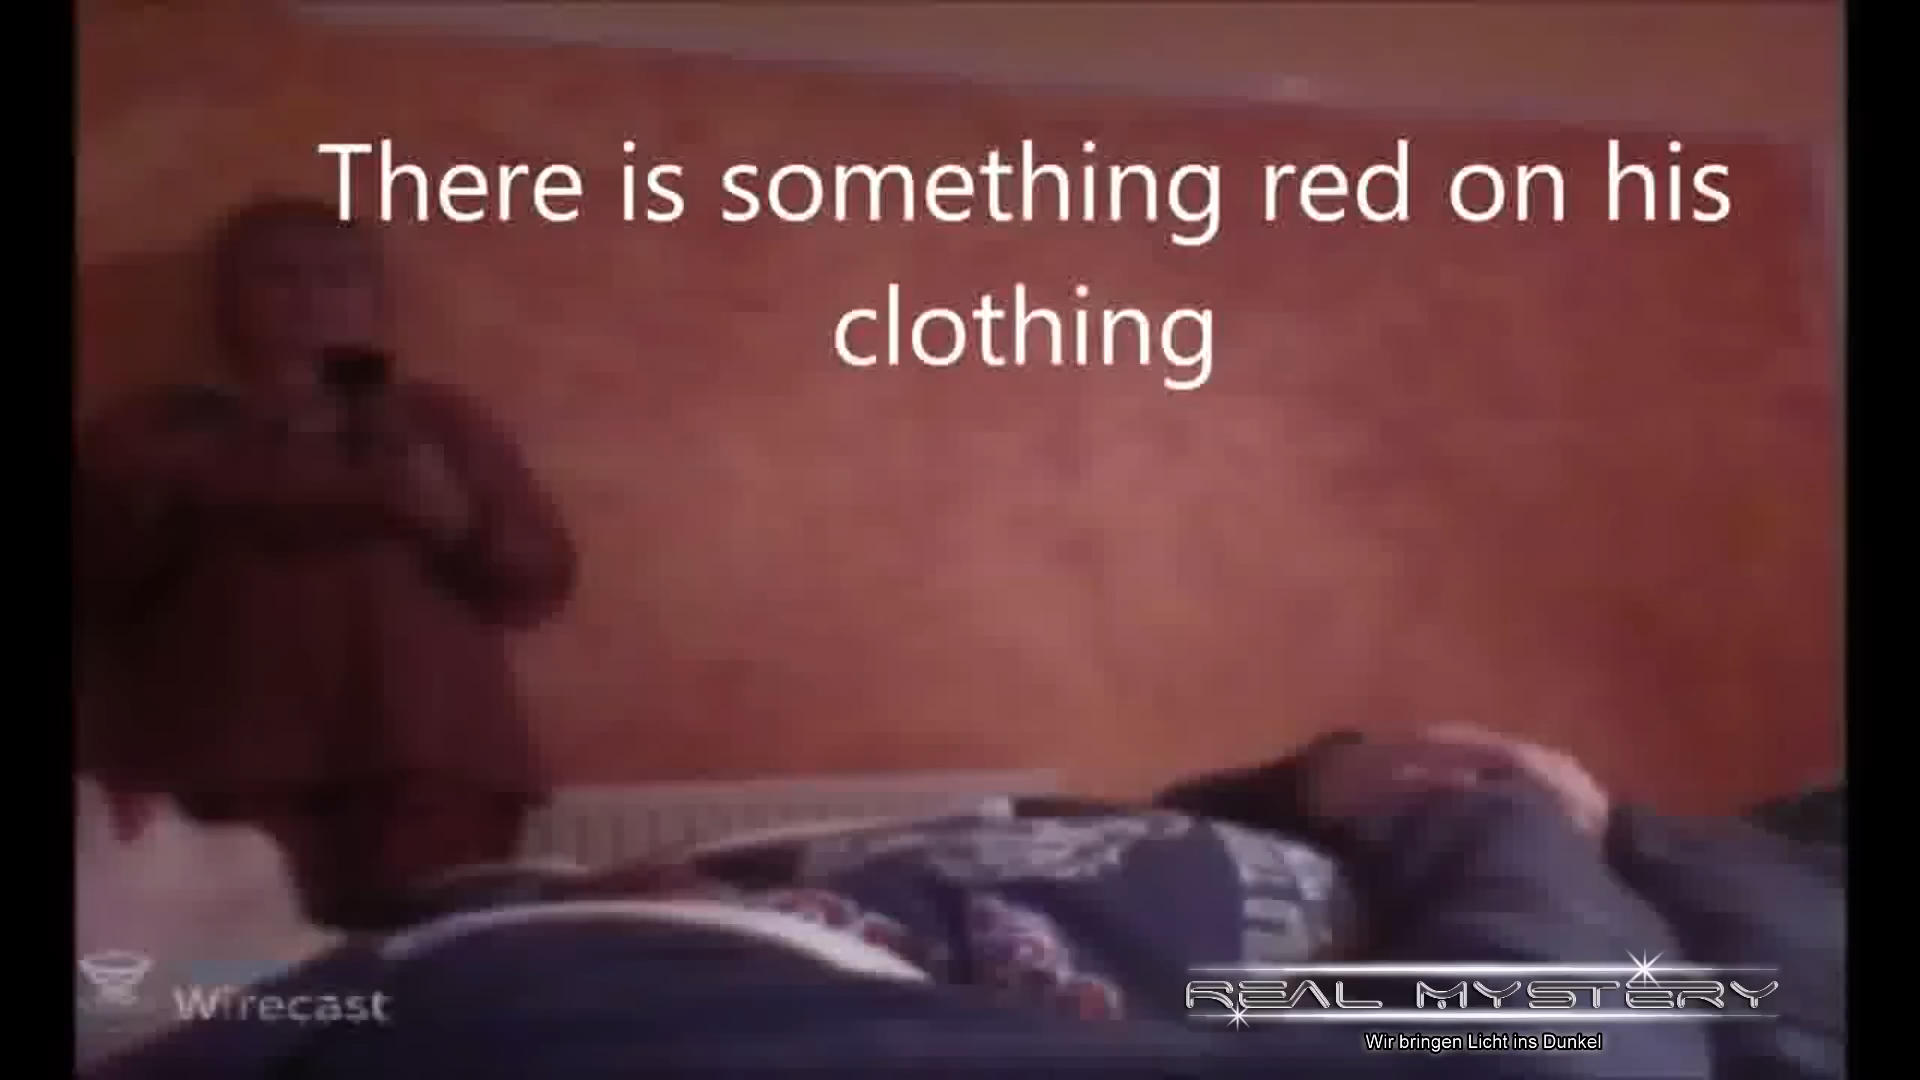 There is something red on his
clothing
Wirecast
REAL MYSTERY
Wir bringen Licht ins Dunkel